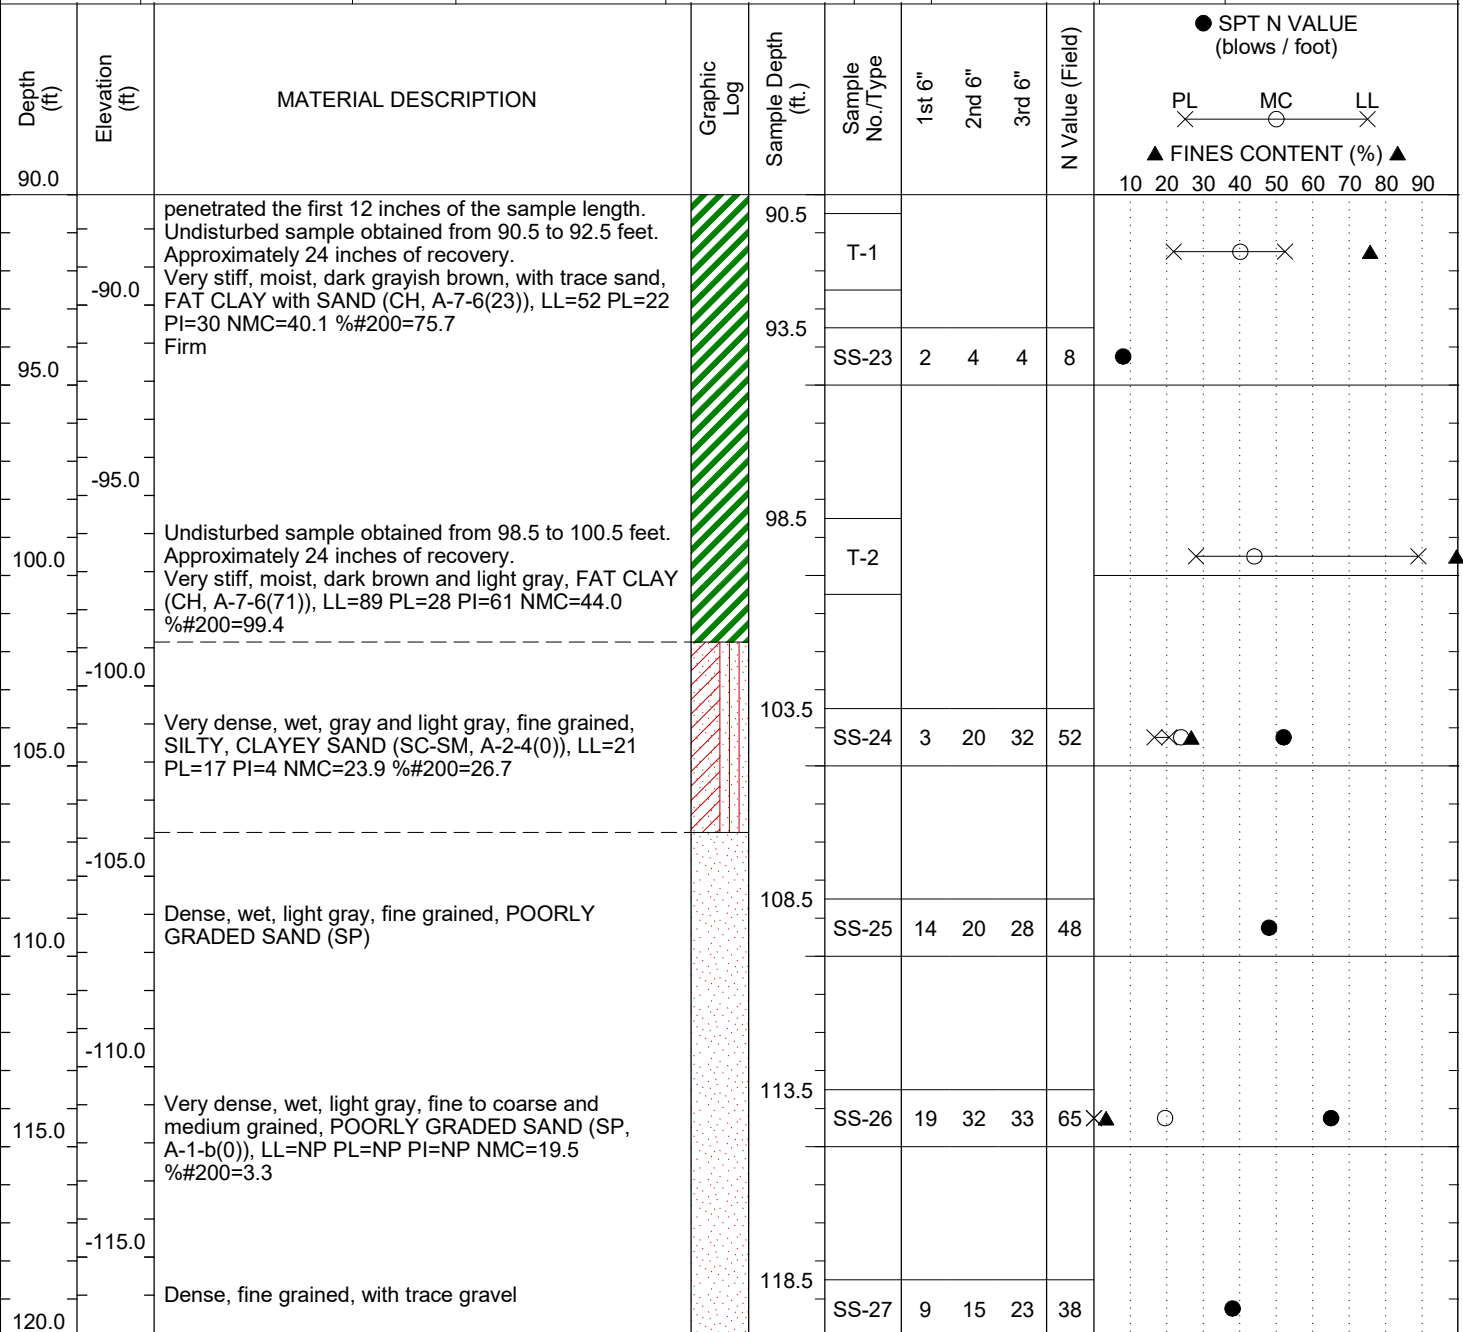 ● SPT N VALUE
(blows / foot)
Depth (ft)
Elevation (ft)
MATERIAL DESCRIPTION
Graphic Log
Sample Depth (ft.)
Sample No./Type
1st 6"
2nd 6"
3rd 6"
N Value (Field)
PL MC LL
▲ FINES CONTENT (%) ▲
90.0
10 20 30 40 50 60 70 80 90
penetrated the first 12 inches of the sample length.
90.5
Undisturbed sample obtained from 90.5 to 92.5 feet.
Approximately 24 inches of recovery.
T-1
Very stiff, moist, dark grayish brown, with trace sand,
-90.0
FAT CLAY with SAND (CH, A-7-6(23)), LL=52 PL=22
PI=30 NMC=40.1 %#200=75.7
93.5
Firm
SS-23 2 4 4 8
95.0
-95.0
98.5
Undisturbed sample obtained from 98.5 to 100.5 feet.
Approximately 24 inches of recovery.
100.0
T-2
Very stiff, moist, dark brown and light gray, FAT CLAY
(CH, A-7-6(71)), LL=89 PL=28 PI=61 NMC=44.0
%#200=99.4
-100.0
103.5
Very dense, wet, gray and light gray, fine grained,
SS-24 3 20 32 52
105.0
SILTY, CLAYEY SAND (SC-SM, A-2-4(0)), LL=21
PL=17 PI=4 NMC=23.9 %#200=26.7
-105.0
108.5
Dense, wet, light gray, fine grained, POORLY
SS-25 14 20 28 48
110.0
GRADED SAND (SP)
-110.0
113.5
Very dense, wet, light gray, fine to coarse and
SS-26 19 32 33 65
115.0
medium grained, POORLY GRADED SAND (SP,
A-1-b(0)), LL=NP PL=NP PI=NP NMC=19.5
%#200=3.3
-115.0
118.5
Dense, fine grained, with trace gravel
SS-27 9 15 23 38
120.0